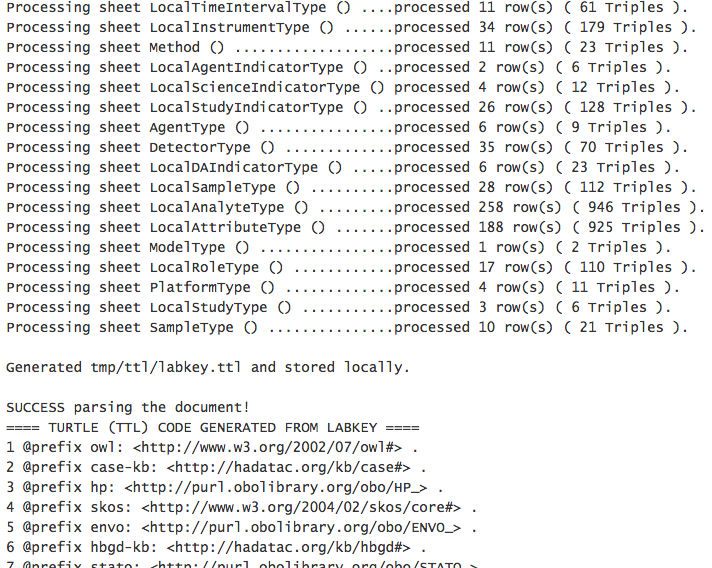 Processing sheet LocalTimeIntervalType () ....processed 11 row(s) ( 61 Triples ).
Processing sheet LocalInstrumentType () ......processed 34 row(s) ( 179 Triples ).
Processing sheet Method () ...................processed 11 row(s) ( 23 Triples ).
Processing sheet LocalAgentIndicatorType () ..processed 2 row(s) ( 6 Triples ).
Processing sheet LocalScienceIndicatorType () processed 4 row(s) ( 12 Triples ).
Processing sheet LocalStudyIndicatorType () ..processed 26 row(s) ( 128 Triples ).
Processing sheet AgentType () ................processed 6 row(s) ( 9 Triples ).
Processing sheet DetectorType () .............processed 35 row(s) ( 70 Triples ).
Processing sheet LocalDAIndicatorType () .....processed 6 row(s) ( 23 Triples ).
Processing sheet LocalSampleType () ..........processed 28 row(s) ( 112 Triples ).
Processing sheet LocalAnalyteType () .........processed 258 row(s) ( 946 Triples ).
Processing sheet LocalAttributeType () .......processed 188 row(s) ( 925 Triples ).
Processing sheet ModelType () ................processed 1 row(s) ( 2 Triples ).
Processing sheet LocalRoleType () ............processed 17 row(s) ( 110 Triples ).
Processing sheet PlatformType () .............processed 4 row(s) ( 11 Triples ).
Processing sheet LocalStudyType () ...........processed 3 row(s) ( 6 Triples ).
Processing sheet SampleType () ...............processed 10 row(s) ( 21 Triples ).
Generated tmp/ttl/labkey.ttl and stored locally.
SUCCESS parsing the document!
==== TURTLE (TTL) CODE GENERATED FROM LABKEY ====
1 @prefix owl: <http://www.w3.org/2002/07/owl#> .
2 @prefix case-kb: <http://hadatac.org/kb/case#> .
3 @prefix hp: <http://purl.obolibrary.org/obo/HP_> .
4 @prefix skos: <http://www.w3.org/2004/02/skos/core#> .
5 @prefix envo: <http://purl.obolibrary.org/obo/ENVO_> .
6 @prefix hbgd-kb: <http://hadatac.org/kb/hbgd#> .
7 @prefix stato: <http://purl.obolibrary.org/obo/STATO_> .